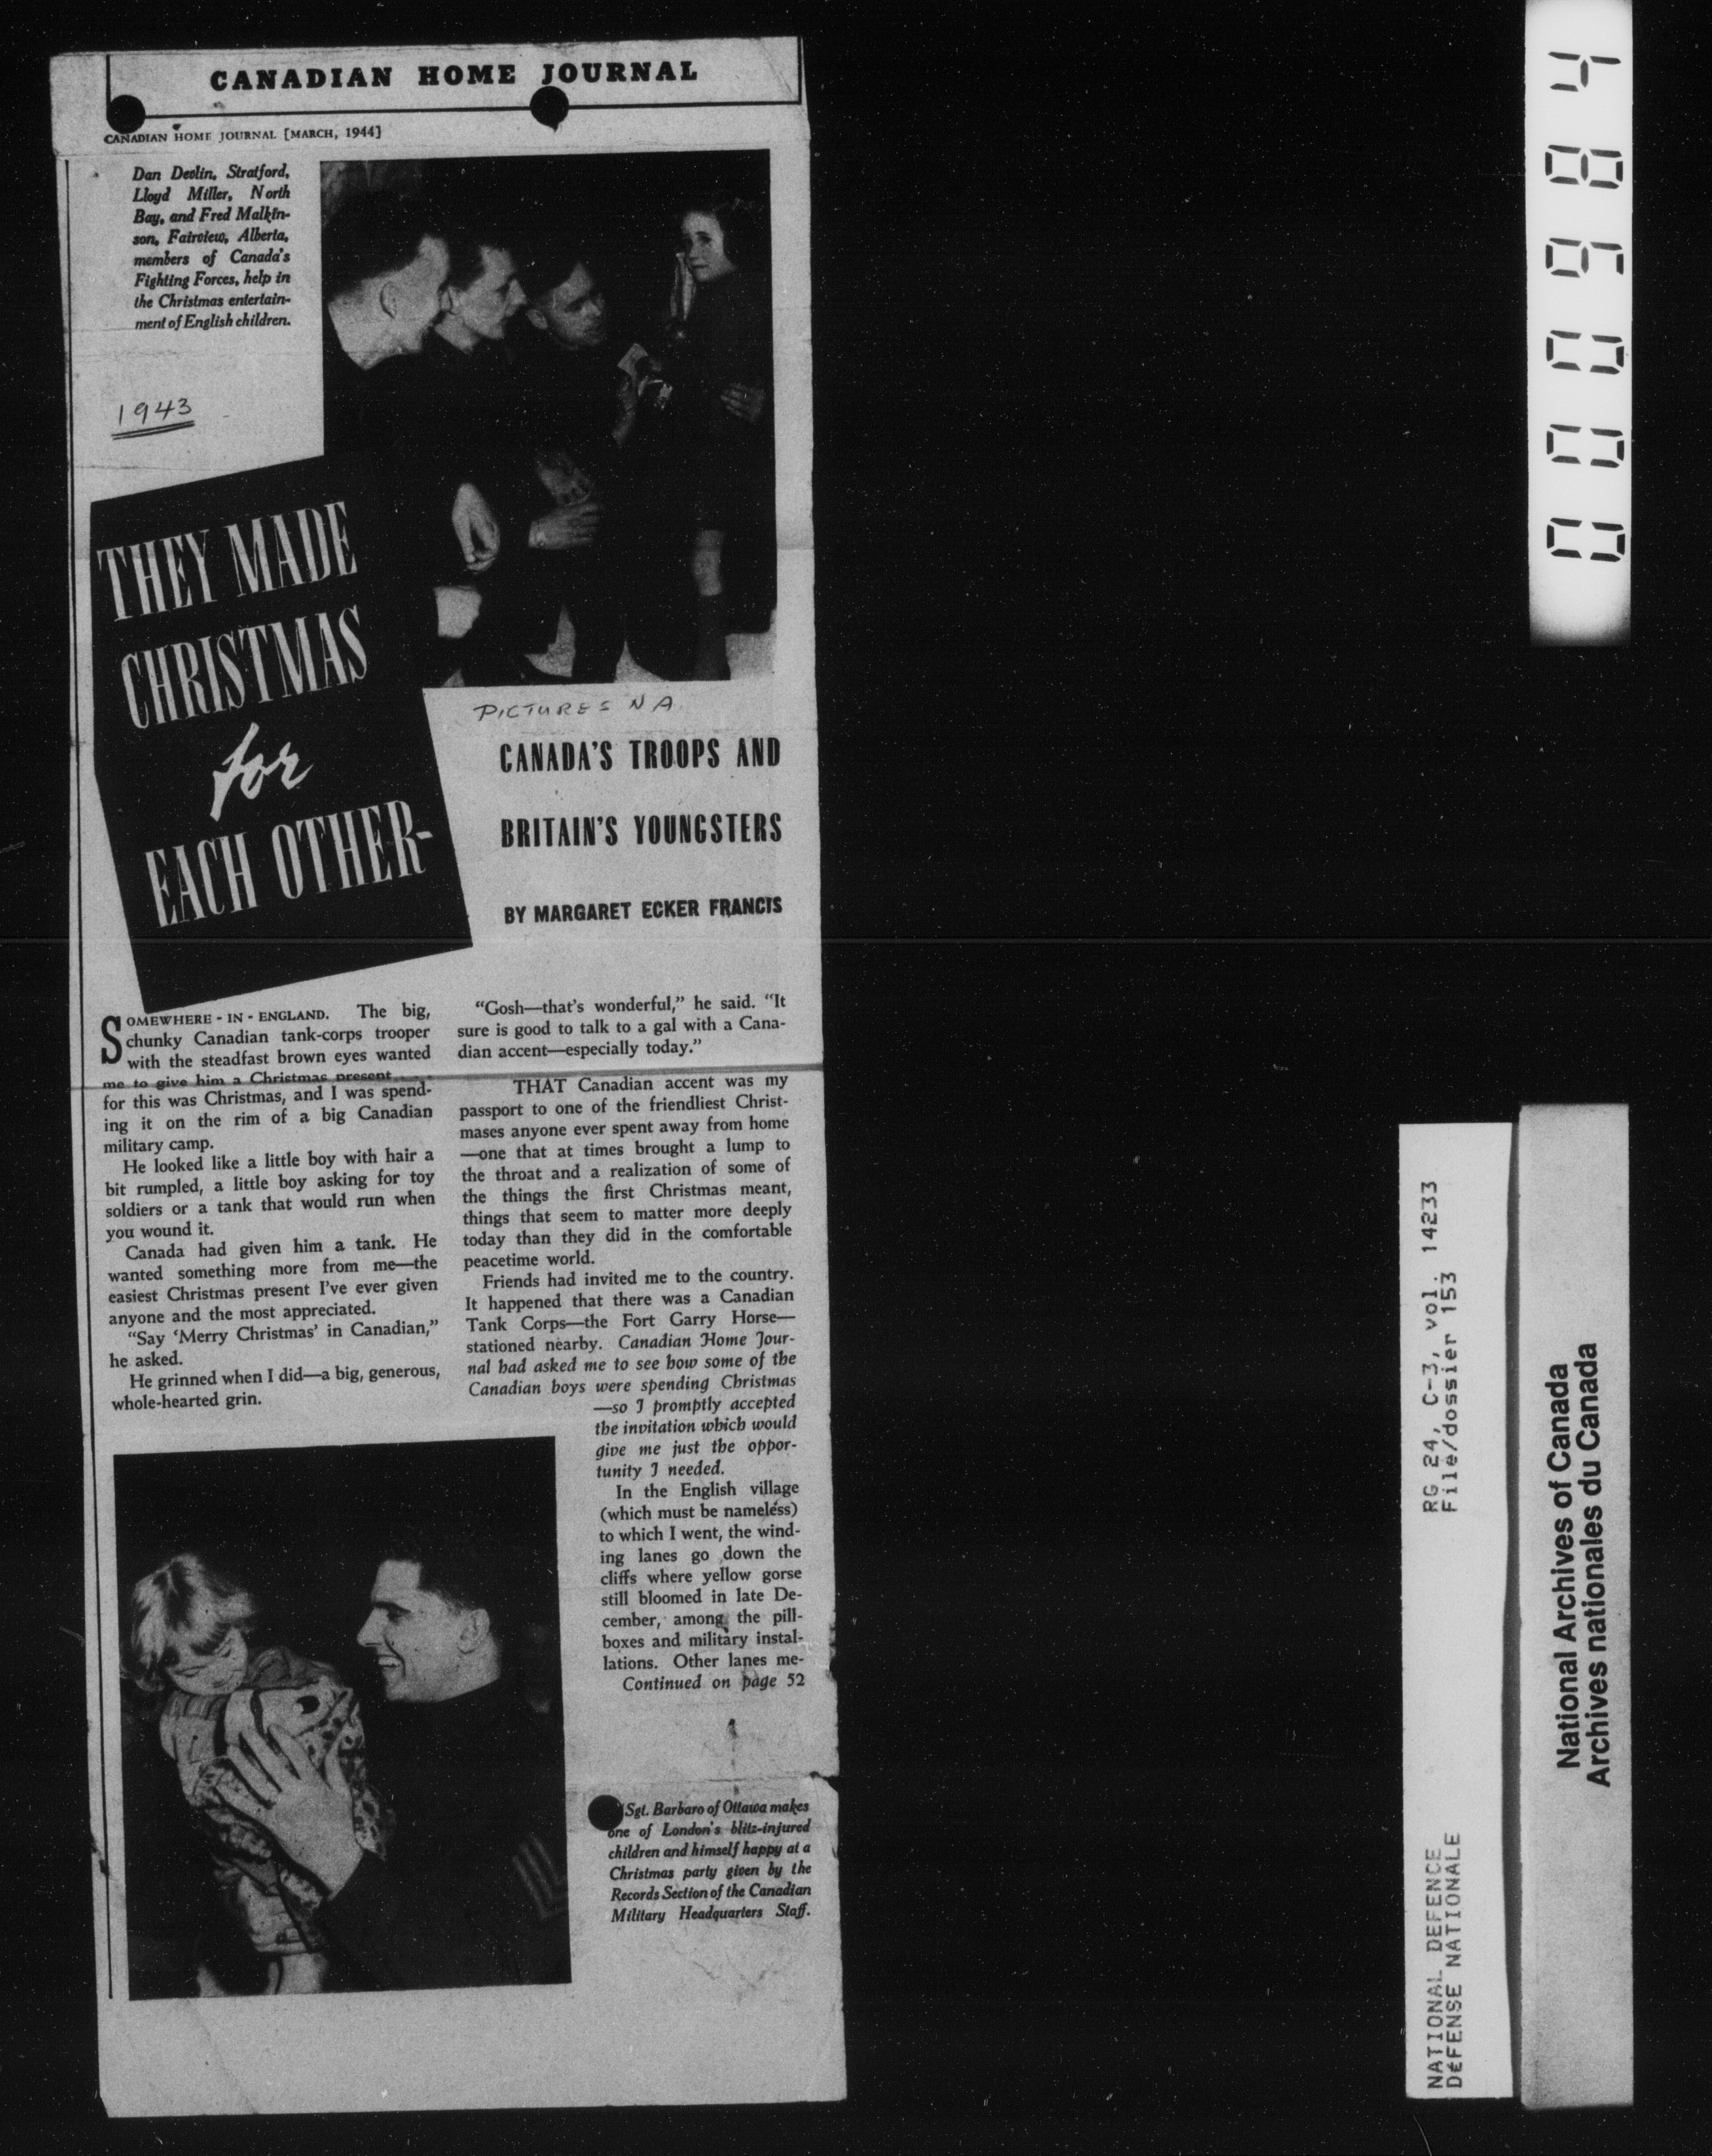 CANADIAN HOME JOURNAL
CANADIAN HOME JOURNAL [MARCH, 1944]
Dan Devlin, Stratford,
Lloyd Miller, North
Bay, and Fred Malkin-
son, Fairview, Alberta,
members of Canada's
Fighting Forces, help in
the Christmas entertain-
ment of English children.
1943
THEY MADE
CHRISTMAS
for
EACH OTHER-
PICTURES N A
CANADA'S TROOPS AND
BRITAIN'S YOUNGSTERS
BY MARGARET ECKER FRANCIS
SOMEWHERE-IN-ENGLAND. The big,
chunky Canadian tank-corps trooper
with the steadfast brown eyes wanted
me to give him a Christmas present
for this was Christmas, and I was spend-
ing it on the rim of a big Canadian
military camp.
He looked like a little boy with hair a
bit rumpled, a little boy asking for toy
soldiers or a tank that would run when
you wound it.
Canada had given him a tank. He
wanted something more from me—the
easiest Christmas present I've ever given
anyone and the most appreciated.
"Say 'Merry Christmas' in Canadian,"
he asked.
He grinned when I did—a big, generous,
whole-hearted grin.
"Gosh—that's wonderful," he said. "It
sure is good to talk to a gal with a Cana-
dian accent—especially today."
THAT Canadian accent was my
passport to one of the friendliest Christ-
mases anyone ever spent away from home
—one that at times brought a lump to
the throat and a realization of some of
the things the first Christmas meant,
things that seem to matter more deeply
today than they did in the comfortable
peacetime world.
Friends had invited me to the country.
It happened that there was a Canadian
Tank Corps—the Fort Garry Horse—
stationed nearby. Canadian Home Jour-
nal had asked me to see how some of the
Canadian boys were spending Christmas
—so I promptly accepted
the invitation which would
give me just the oppor-
tunity I needed.
In the English village
(which must be nameless)
to which I went, the wind-
ing lanes go down the
cliffs where yellow gorse
still bloomed in late De-
cember, among the pill-
boxes and military instal-
lations. Other lanes me-
Continued on page 52
Sgt. Barbaro of Ottawa makes
one of London's blitz-injured
children and himself happy at a
Christmas party given by the
Records Section of the Canadian
Military Headquarters Staff.
000984
NATIONAL DEFENCE RG 24, C-3, vol. 14233
DÉFENSE NATIONALE File/dossier 153
National Archives of Canada
Archives nationales du Canada